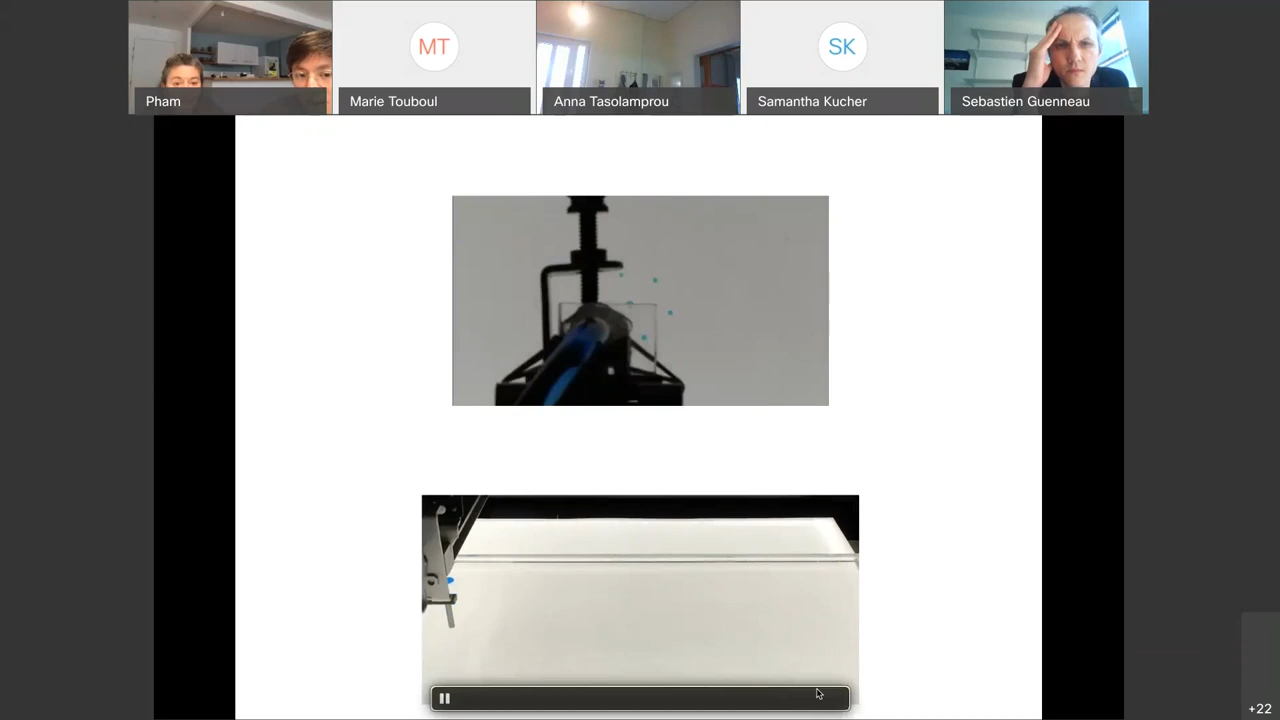 MT
SK
Pham
Marie Touboul
Anna Tasolamprou
Samantha Kucher
Sebastien Guenneau
+22